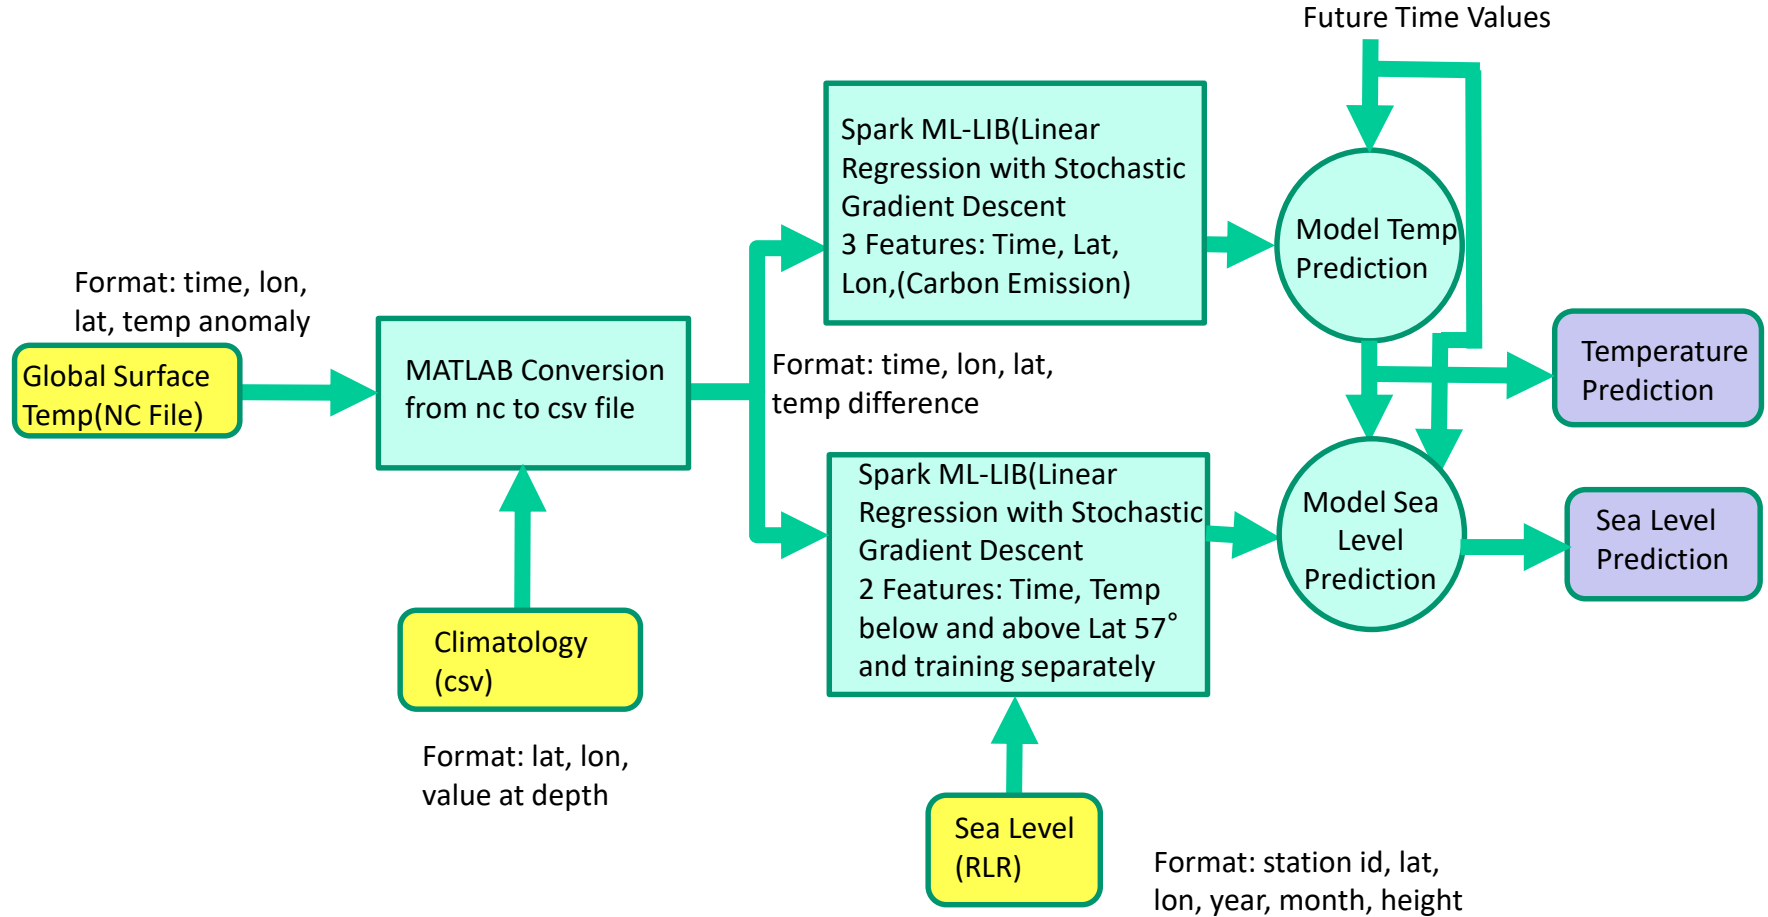 Future Time Values
Spark ML-LIB(Linear
Regression with Stochastic
Gradient Descent
3 Features: Time, Lat,
Lon,(Carbon Emission)
Model Temp
Prediction
Format: time, lon,
lat, temp anomaly
Global Surface
Temp(NC File)
MATLAB Conversion
from nc to csv file
Format: time, lon, lat,
temp difference
Temperature
Prediction
Spark ML-LIB(Linear
Regression with Stochastic
Gradient Descent
2 Features: Time, Temp
below and above Lat 57°
and training separately
Model Sea
Level
Prediction
Sea Level
Prediction
Climatology
(csv)
Format: lat, lon,
value at depth
Sea Level
(RLR)
Format: station id, lat,
lon, year, month, height